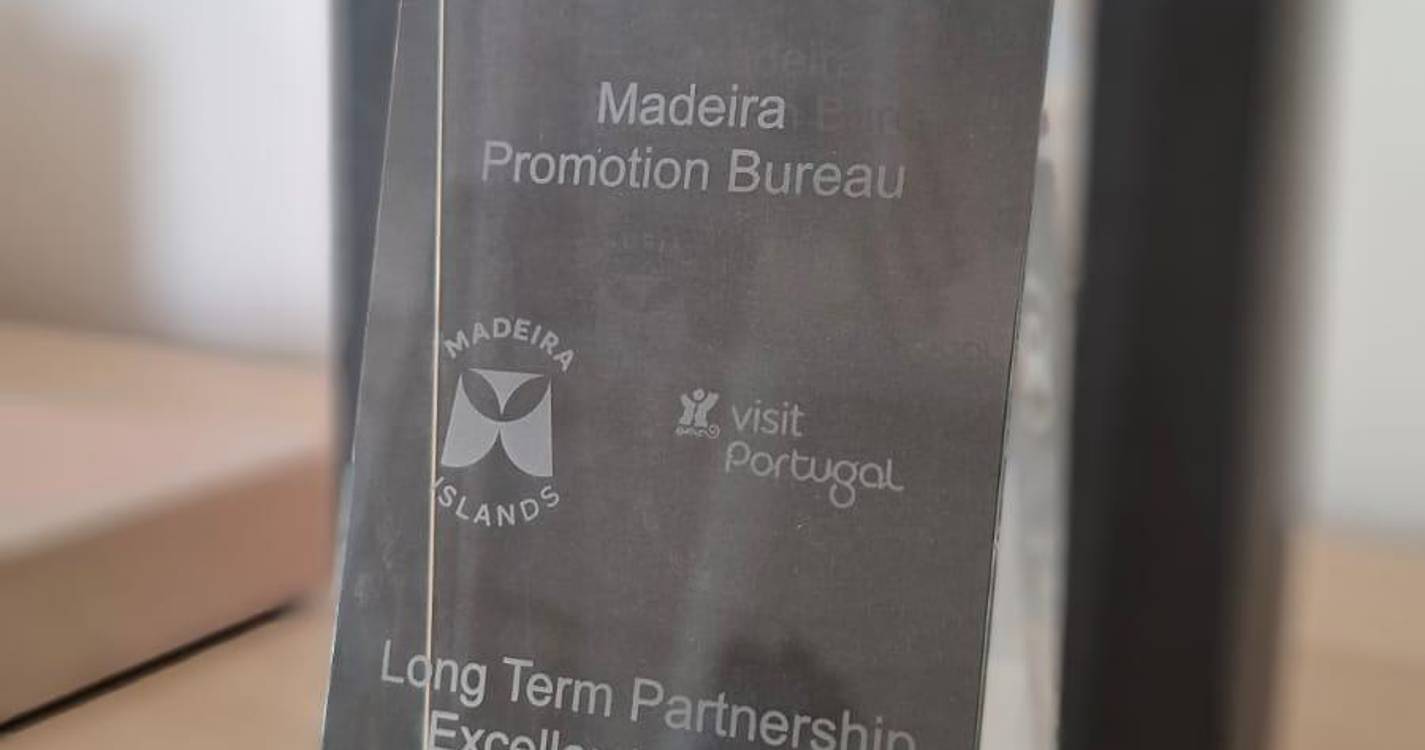 Madeira
Promotion Bureau
MADEIRA
ISLANDS
visit
Portugal
Long Term Partnership